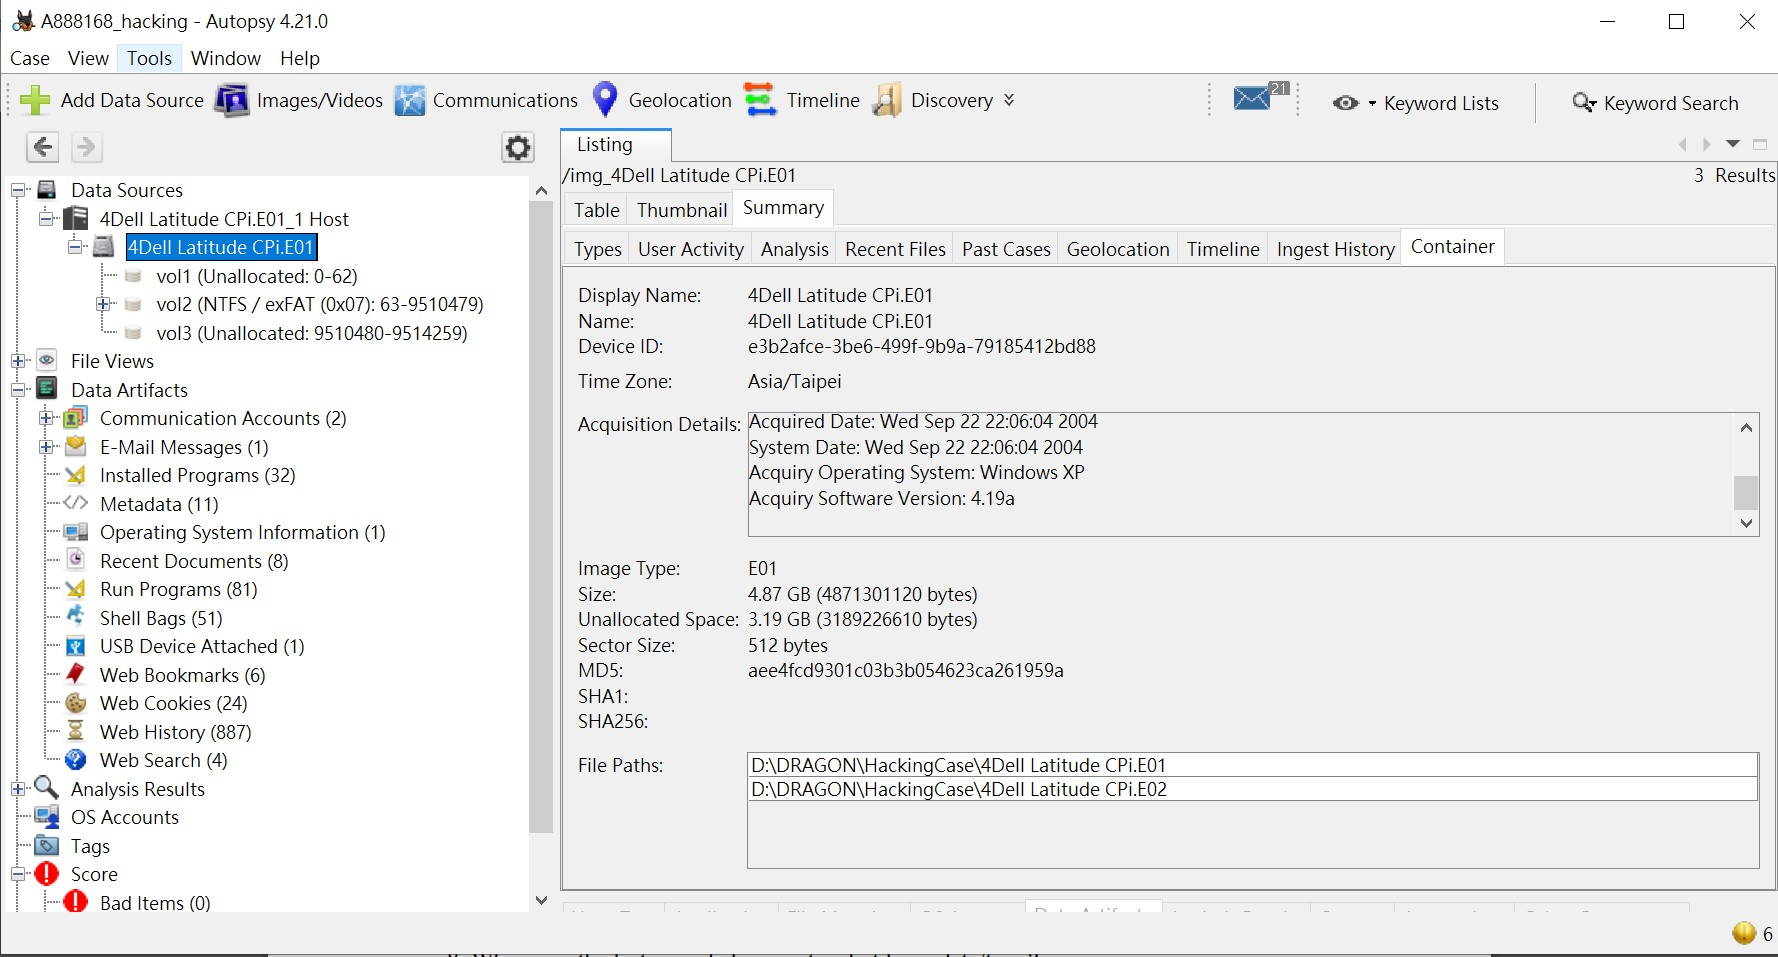 A888168_hacking - Autopsy 4.21.0
Case View Tools Window Help
Add Data Source Images/Videos Communications Geolocation Timeline Discovery 21 Keyword Lists Keyword Search
Listing
/img_4Dell Latitude CPi.E01 3 Results
Table Thumbnail Summary
Types User Activity Analysis Recent Files Past Cases Geolocation Timeline Ingest History Container
Data Sources
4Dell Latitude CPi.E01_1 Host
4Dell Latitude CPi.E01
vol1 (Unallocated: 0-62)
vol2 (NTFS / exFAT (0x07): 63-9510479)
vol3 (Unallocated: 9510480-9514259)
File Views
Data Artifacts
Communication Accounts (2)
E-Mail Messages (1)
Installed Programs (32)
Metadata (11)
Operating System Information (1)
Recent Documents (8)
Run Programs (81)
Shell Bags (51)
USB Device Attached (1)
Web Bookmarks (6)
Web Cookies (24)
Web History (887)
Web Search (4)
Analysis Results
OS Accounts
Tags
Score
Bad Items (0)
Display Name: 4Dell Latitude CPi.E01
Name: 4Dell Latitude CPi.E01
Device ID: e3b2afce-3be6-499f-9b9a-79185412bd88
Time Zone: Asia/Taipei
Acquisition Details: Acquired Date: Wed Sep 22 22:06:04 2004
System Date: Wed Sep 22 22:06:04 2004
Acquiry Operating System: Windows XP
Acquiry Software Version: 4.19a
Image Type: E01
Size: 4.87 GB (4871301120 bytes)
Unallocated Space: 3.19 GB (3189226610 bytes)
Sector Size: 512 bytes
MD5: aee4fcd9301c03b3b054623ca261959a
SHA1:
SHA256:
File Paths: D:\DRAGON\HackingCase\4Dell Latitude CPi.E01
D:\DRAGON\HackingCase\4Dell Latitude CPi.E02
6